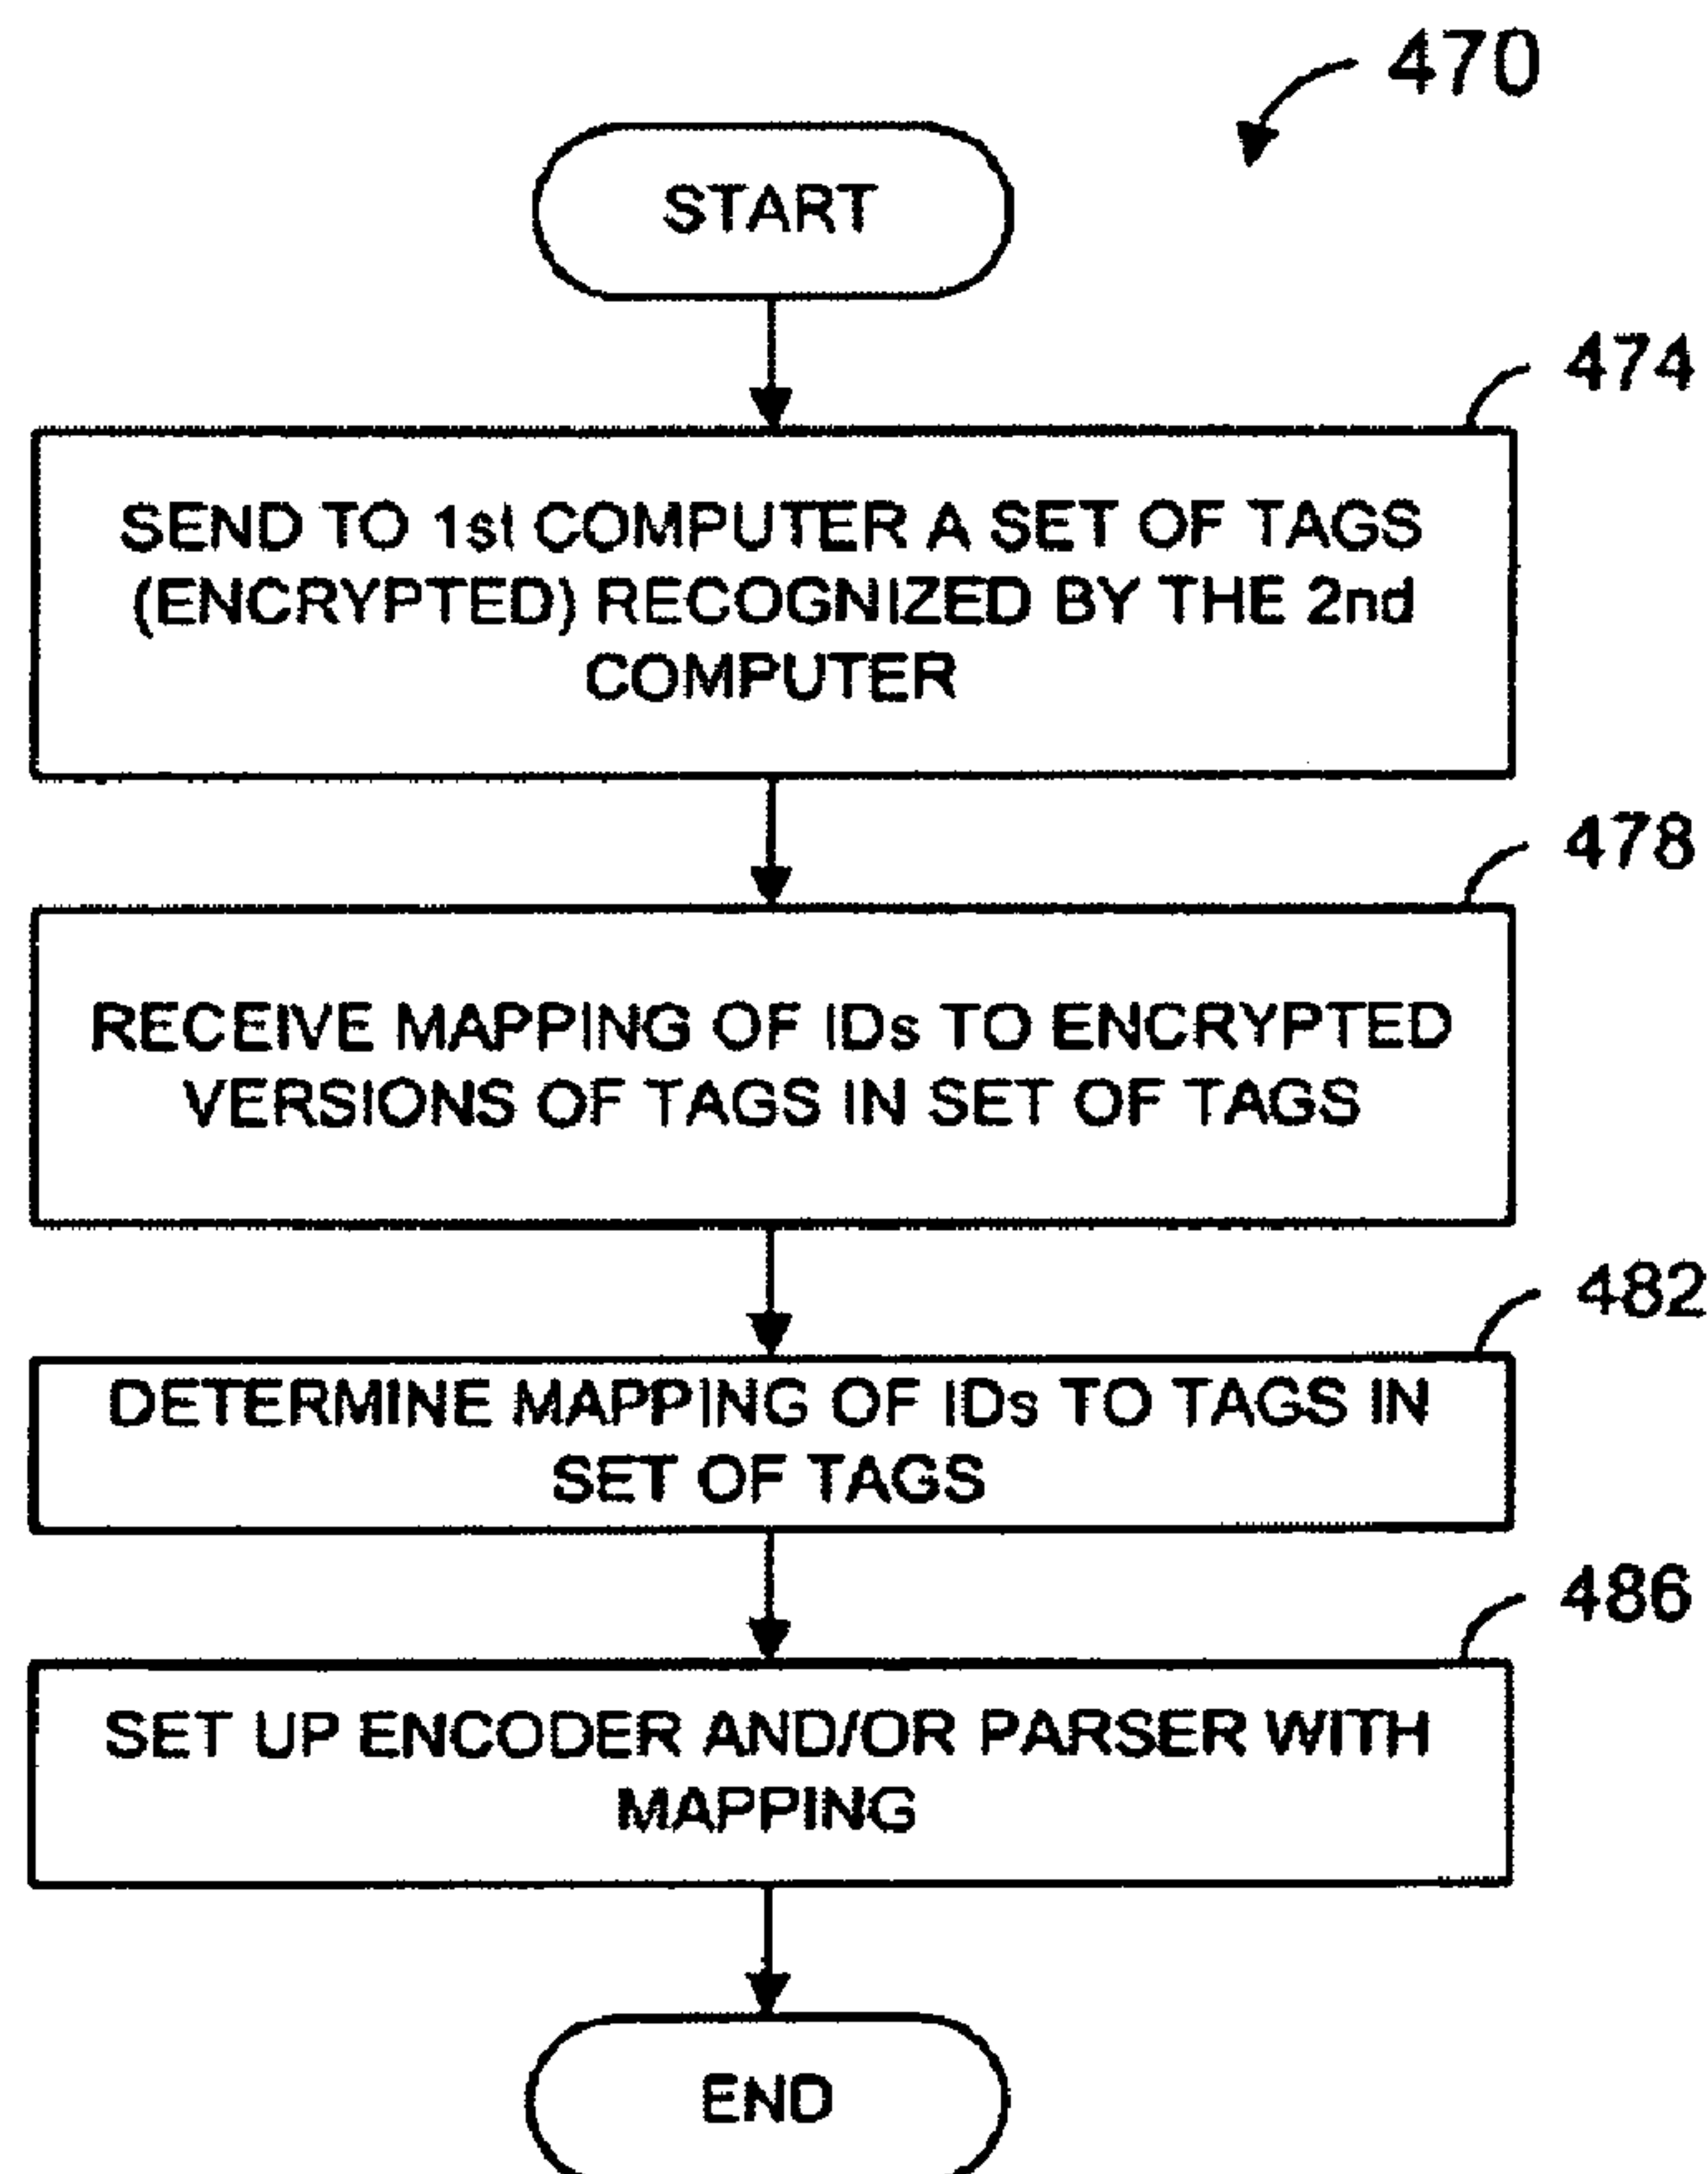 470
START
474
SEND TO 1st COMPUTER A SET OF TAGS
(ENCRYPTED) RECOGNIZED BY THE 2nd
COMPUTER
478
RECEIVE MAPPING OF IDs TO ENCRYPTED
VERSIONS OF TAGS IN SET OF TAGS
482
DETERMINE MAPPING OF IDs TO TAGS IN
SET OF TAGS
486
SET UP ENCODER AND/OR PARSER WITH
MAPPING
END